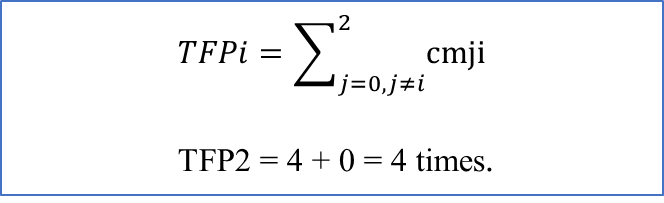 TFPi = ∑_{j=0,j≠i}^{2} cmji
TFP2 = 4 + 0 = 4 times.